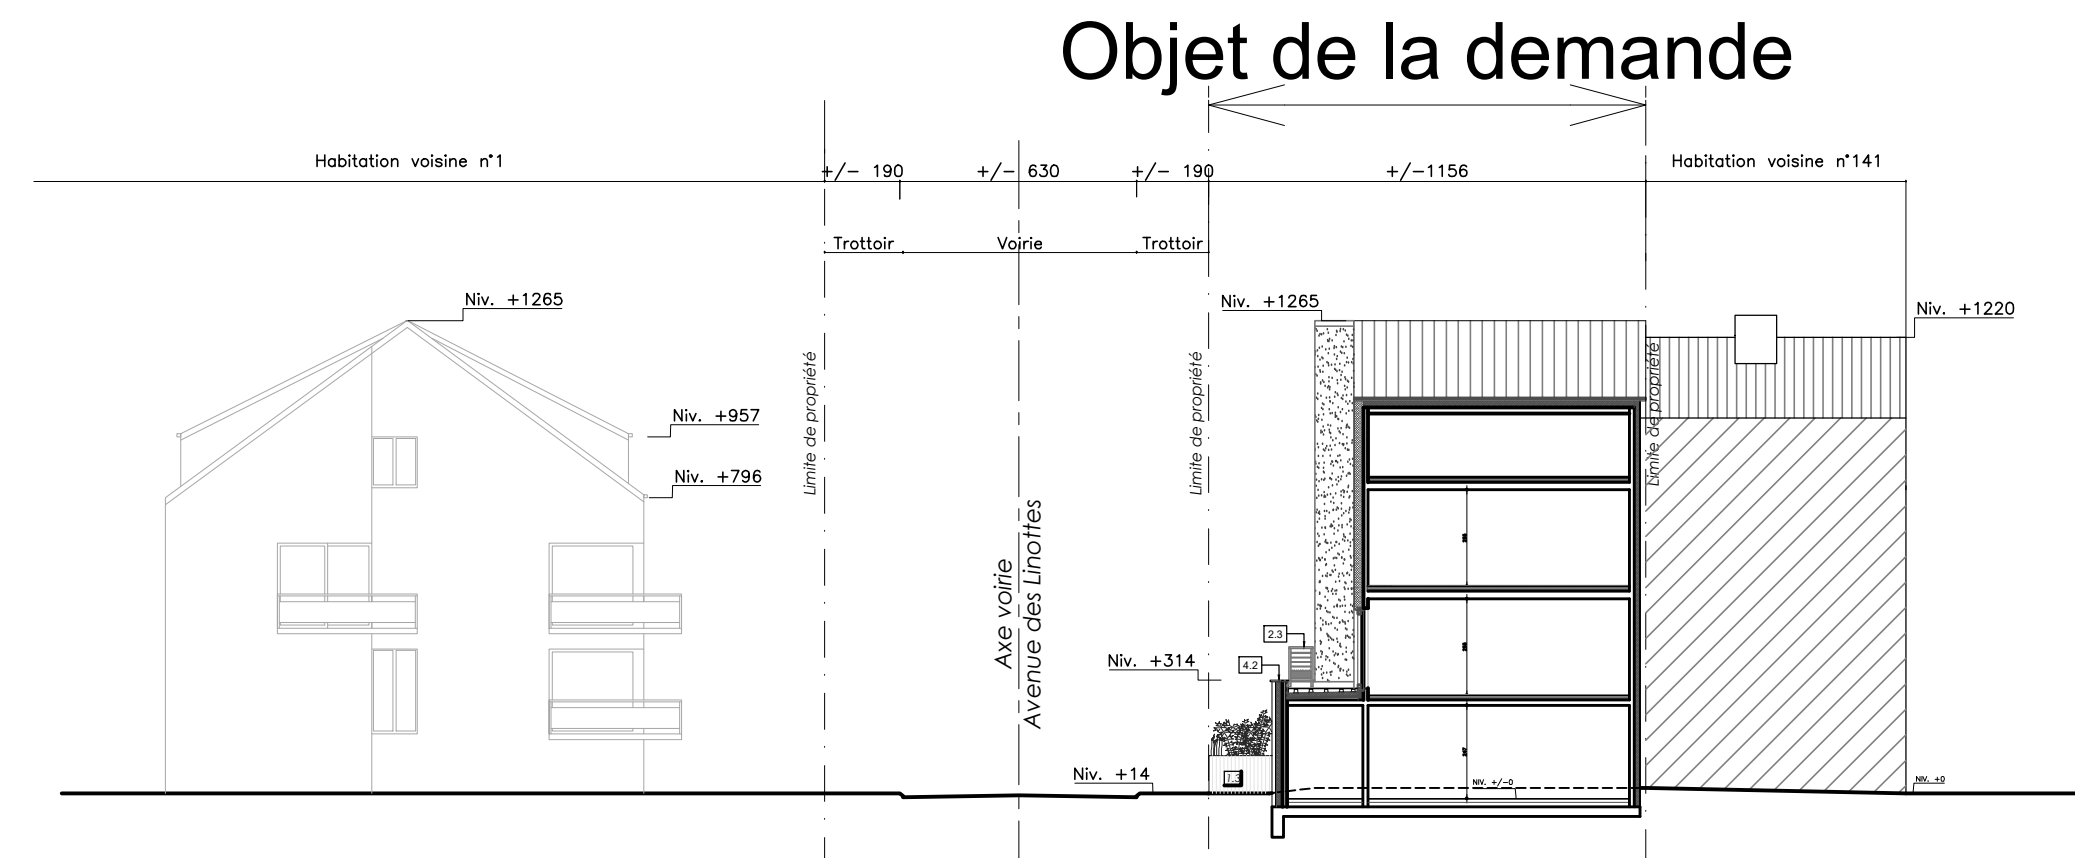 Objet de la demande
Habitation voisine n°1
+/- 190
+/- 630
+/- 190
+/-1156
Habitation voisine n°141
Trottoir
Voirie
Trottoir
Niv. +1265
Niv. +1265
Niv. +1220
Limite de propriété
Limite de propriété
Limite de propriété
Niv. +957
Niv. +796
Axe voirie
Avenue des Linottes
2.3
4.2
Niv. +314
1.3
Niv. +14
NIV. +/-0
NIV. +0